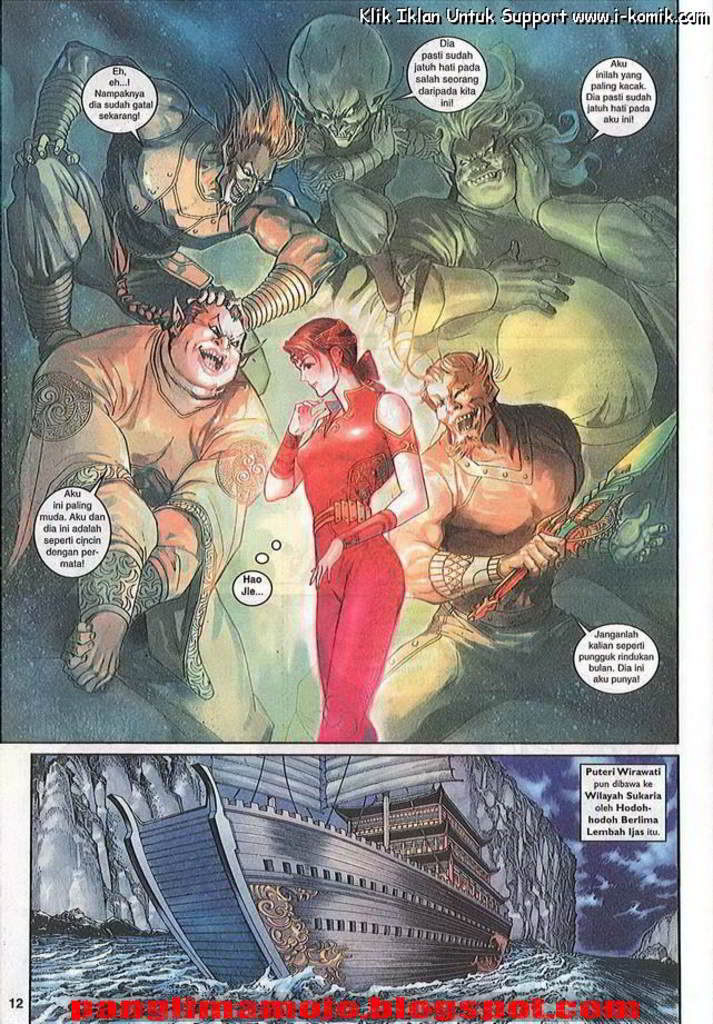 Klik Iklan Untuk Support www.i-komik.com
Eh,
eh...!
Nampaknya
dia sudah gatal
sekarang!
Dia
pasti sudah
jatuh hati pada
salah seorang
daripada kita
ini!
Aku
inilah yang
paling kacak.
Dia pasti sudah
jatuh hati pada
aku ini!
Aku
ini paling
muda. Aku dan
dia ini adalah
seperti cincin
dengan per-
mata!
Hao
Jie...
Janganlah
kalian seperti
pungguk rindukan
bulan. Dia ini
aku punya!
Puteri Wirawati
pun dibawa ke
Wilayah Sukaria
oleh Hodoh-
hodoh Berlima
Lembah Ijas itu.
12
panglimamojo.blogspot.com